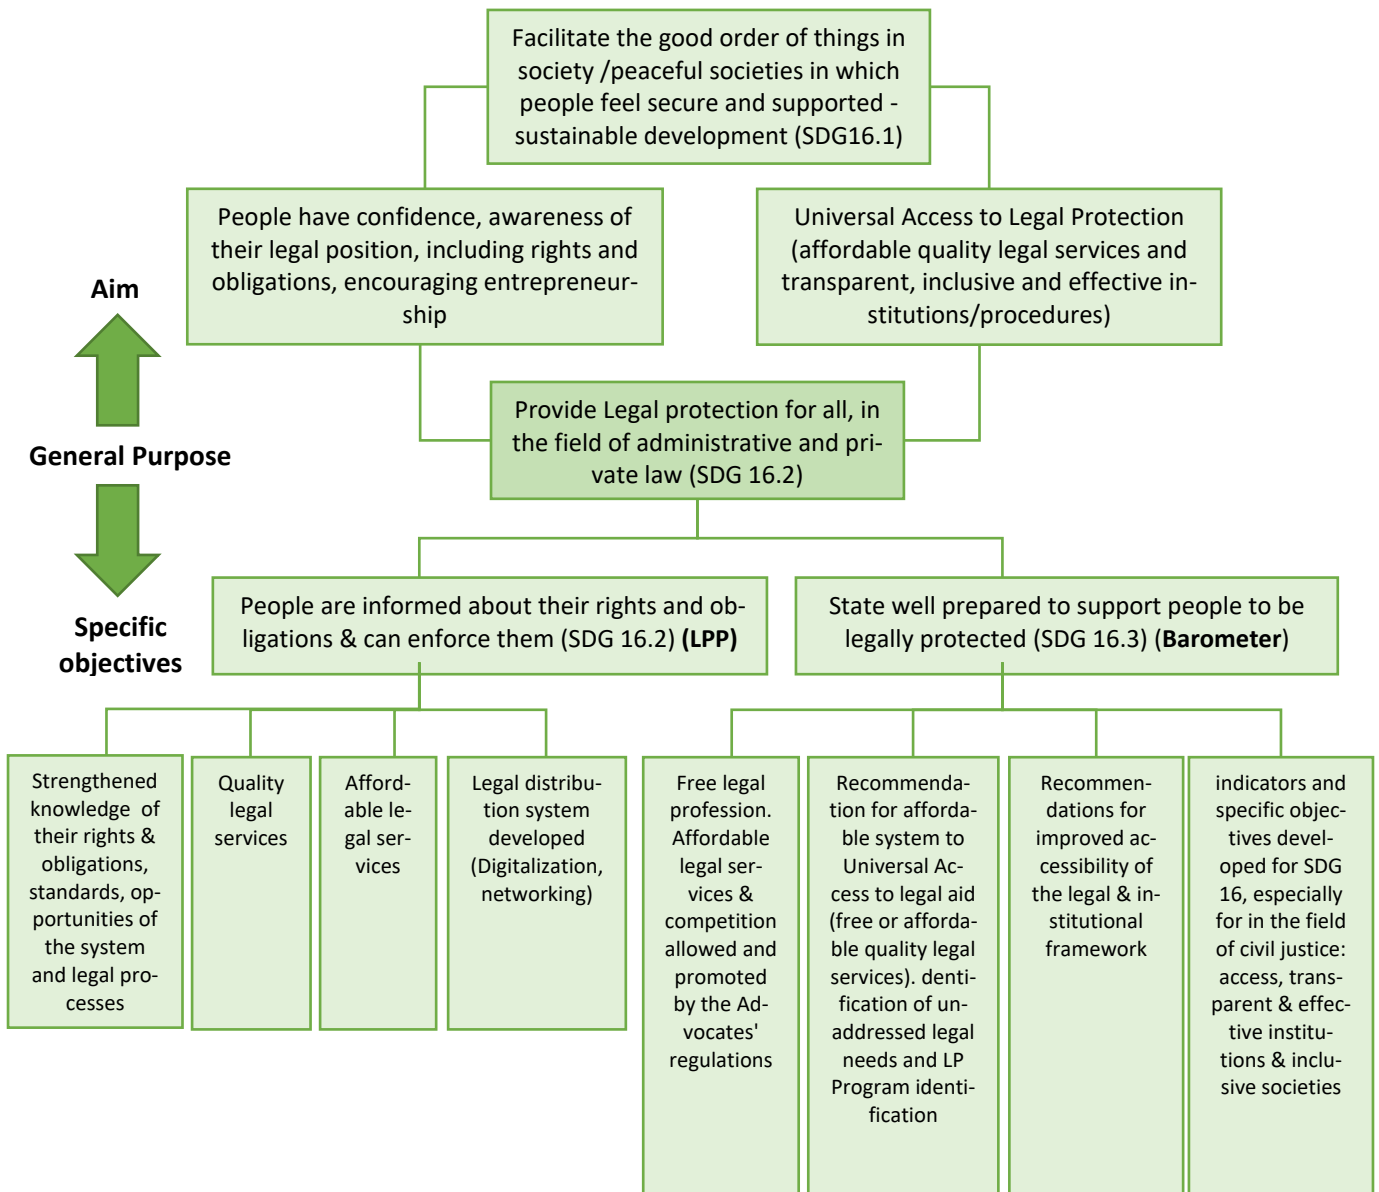 Facilitate the good order of things in
society /peaceful societies in which
people feel secure and supported -
sustainable development (SDG16.1)
People have confidence, awareness of
their legal position, including rights and
obligations, encouraging entrepreneur-
ship
Universal Access to Legal Protection
(affordable quality legal services and
transparent, inclusive and effective in-
stitutions/procedures)
Aim
Provide Legal protection for all, in
the field of administrative and pri-
vate law (SDG 16.2)
General Purpose
Specific
objectives
People are informed about their rights and ob-
ligations & can enforce them (SDG 16.2) (LPP)
State well prepared to support people to be
legally protected (SDG 16.3) (Barometer)
Strengthened
knowledge of
their rights &
obligations,
standards, op-
portunities of
the system
and legal pro-
cesses
Quality
legal
services
Afford-
able le-
gal ser-
vices
Legal distribu-
tion system
developed
(Digitalization,
networking)
Free legal
profession.
Affordable
legal ser-
vices &
competition
allowed and
promoted
by the Ad-
vocates'
regulations
Recommenda-
tion for afforda-
ble system to
Universal Ac-
cess to legal aid
(free or afforda-
ble quality legal
services). denti-
fication of un-
addressed legal
needs and LP
Program identi-
fication
Recommen-
dations for
improved ac-
cessibility of
the legal & in-
stitutional
framework
indicators and
specific objec-
tives devel-
oped for SDG
16, especially
for in the field
of civil justice:
access, trans-
parent & effec-
tive institu-
tions & inclu-
sive societies